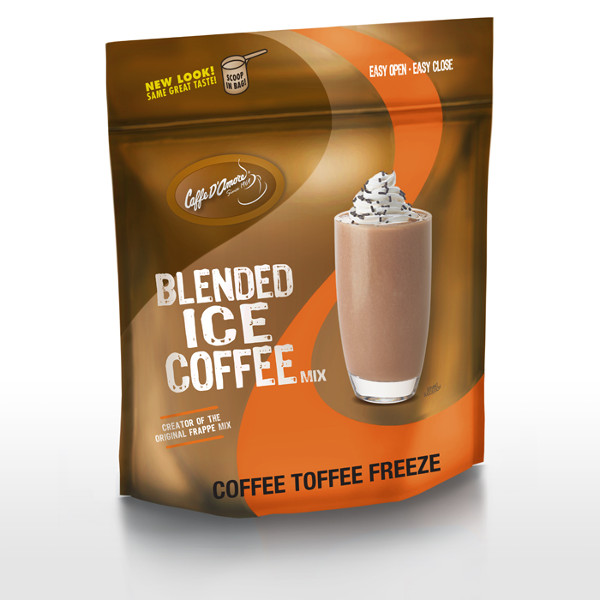 NEW LOOK!
SAME GREAT TASTE!
SCOOP
IN BAG!
EASY OPEN - EASY CLOSE
Caffe D'Amore
BLENDED
ICE
COFFEE MIX
CREATOR OF THE
ORIGINAL FRAPPE MIX
COFFEE TOFFEE FREEZE